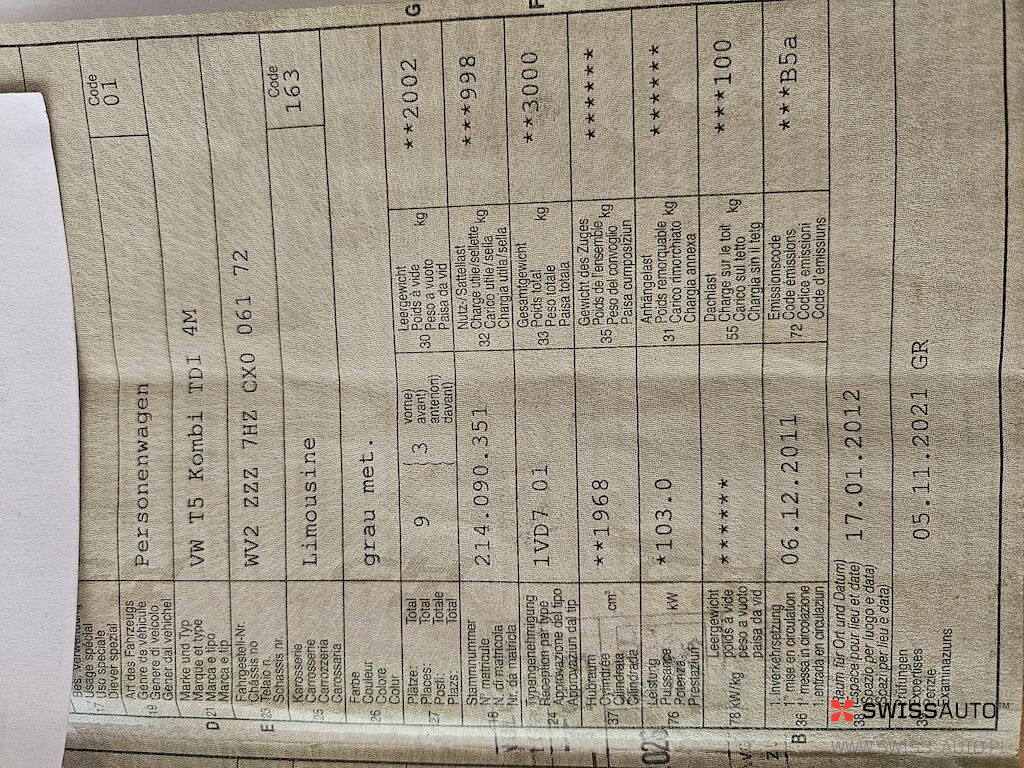 Usage spécial
Uso speciale
Diever spezial
Code
01
Art des Fahrzeugs
Genre de véhicule
Genere di veicolo
Gener dal vehichel
19
Personenwagen
Marke und Typ
Marque et type
Marca e tipo
Marca e tip
D 21
VW T5 Kombi TDI 4M
Fahrgestell-Nr.
Châssis no
Telaio n.
Schassis nr.
E 23
WV2 ZZZ 7HZ CX0 061 72
Karosserie
Carrosserie
Carrozzeria
Carossaria
25
Limousine
Code
163
Farbe
Couleur
Colore
Calur
26
grau met.
Plätze: Total
Places: Total
Posti: Totale
Plazs: Total
27
9
3
vorne)
avant)
anteriori)
davant)
Leergewicht
Poids à vide
Peso a vuoto
Paisa da vid
30
kg
**2002
G
Stammnummer
N° matricule
N. di matricola
Nr. da matricla
214.090.351
Nutz-/Sattellast
Charge utile/sellette
Carico utile/sella
Chargia utila/sella
32
kg
***998
Typengenehmigung
Réception par type
Approvazione del tipo
Approvaziun dal tip
24
1VD7 01
Gesamtgewicht
Poids total
Peso totale
Paisa totala
33
kg
**3000
F
Hubraum
Cylindrée
Cilindrata
Cilindrada
37
cm³
**1968
Gewicht des Zuges
Poids de l'ensemble
Peso del convoglio
Paisa cumposiziun
35
kg
*******
Leistung
Puissance
Potenza
Prestaziun
76
kW
*103.0
Anhängelast
Poids remorquable
Carico rimorchiato
Chargia annexa
31
kg
******
Leergewicht
poids à vide
peso a vuoto
paisa da vid
78 kW/kg
*******
Dachlast
Charge sur le toit
Carico sul tetto
Chargia sin il tetg
55
kg
***100
1. Inverkehrsetzung
1re mise en circulation
1a messa in circolazione
1. entrada en circulaziun
B 36
06.12.2011
Emissionscode
Code émissions
Codice emissioni
Code d'emissiuns
72
***B5a
(Raum für Ort und Datum)
(Espace pour lieu et date)
(Spazio per luogo e data)
(Spazi per lieu e data)
38
17.01.2012
Prüfungen
Expertises
Perizie
Examinaziuns
39
05.11.2021 GR
SWISSAUTO™
WWW.SWISS-AUTO.PL